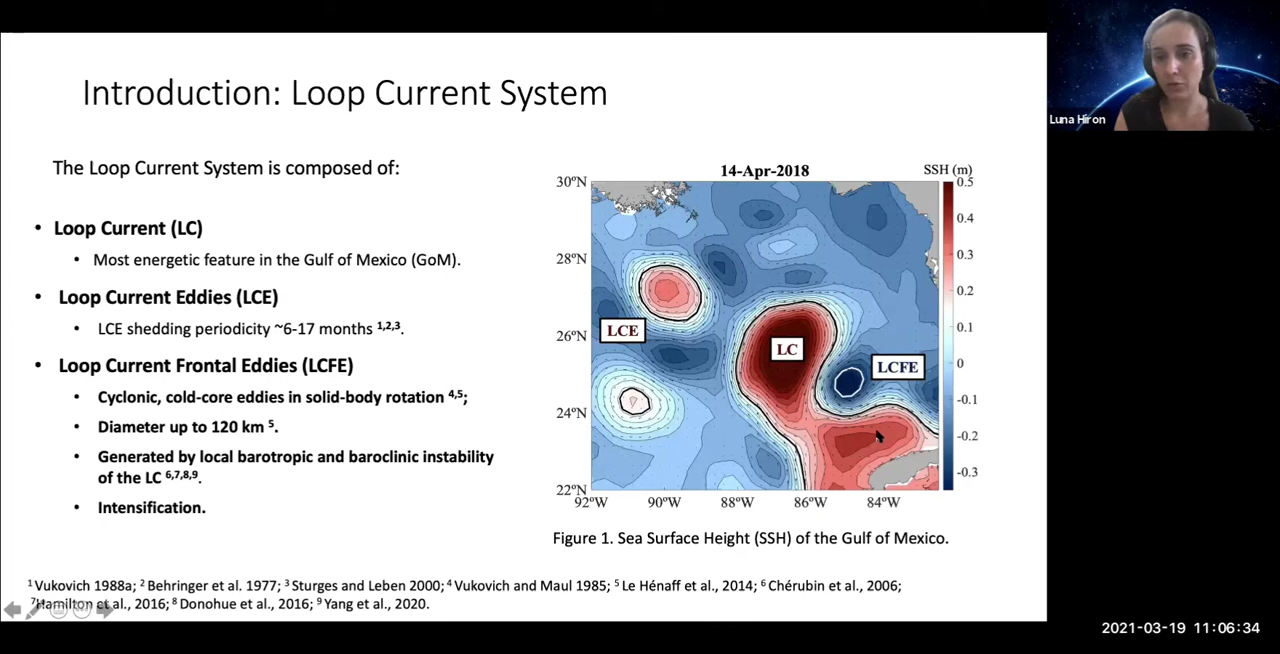 Introduction: Loop Current System
Luna Hiron
The Loop Current System is composed of:
• Loop Current (LC)
• Most energetic feature in the Gulf of Mexico (GoM).
• Loop Current Eddies (LCE)
• LCE shedding periodicity ~6-17 months 1,2,3.
• Loop Current Frontal Eddies (LCFE)
• Cyclonic, cold-core eddies in solid-body rotation 4,5;
• Diameter up to 120 km 5.
• Generated by local barotropic and baroclinic instability
of the LC 6,7,8,9.
• Intensification.
14-Apr-2018
SSH (m)
30°N
28°N
26°N
24°N
22°N
92°W
90°W
88°W
86°W
84°W
LCE
LC
LCFE
0.5
0.4
0.3
0.2
0.1
0
-0.1
-0.2
-0.3
Figure 1. Sea Surface Height (SSH) of the Gulf of Mexico.
1 Vukovich 1988a; 2 Behringer et al. 1977; 3 Sturges and Leben 2000; 4 Vukovich and Maul 1985; 5 Le Hénaff et al., 2014; 6 Chérubin et al., 2006;
7 Hamilton et al., 2016; 8 Donohue et al., 2016; 9 Yang et al., 2020.
2021-03-19 11:06:34